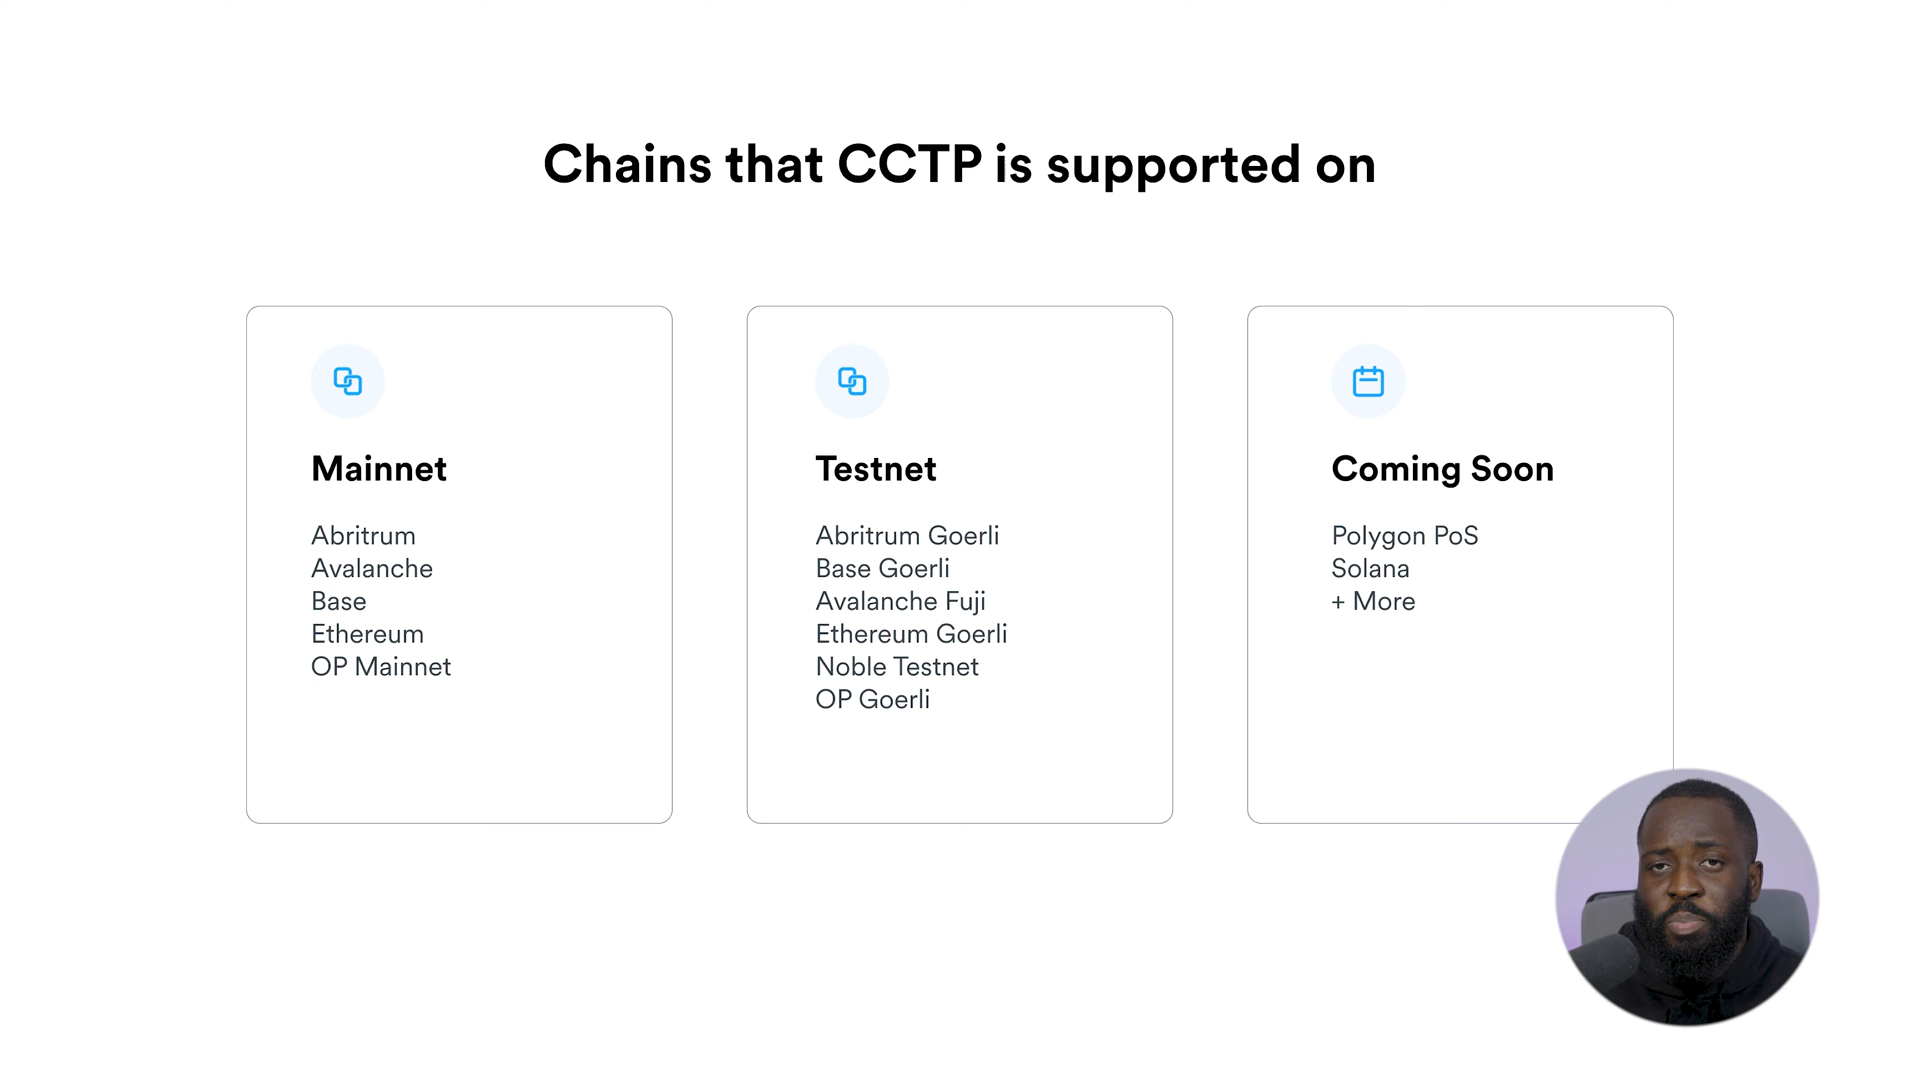 Chains that CCTP is supported on
Mainnet
Abritrum
Avalanche
Base
Ethereum
OP Mainnet
Testnet
Abritrum Goerli
Base Goerli
Avalanche Fuji
Ethereum Goerli
Noble Testnet
OP Goerli
Coming Soon
Polygon PoS
Solana
+ More